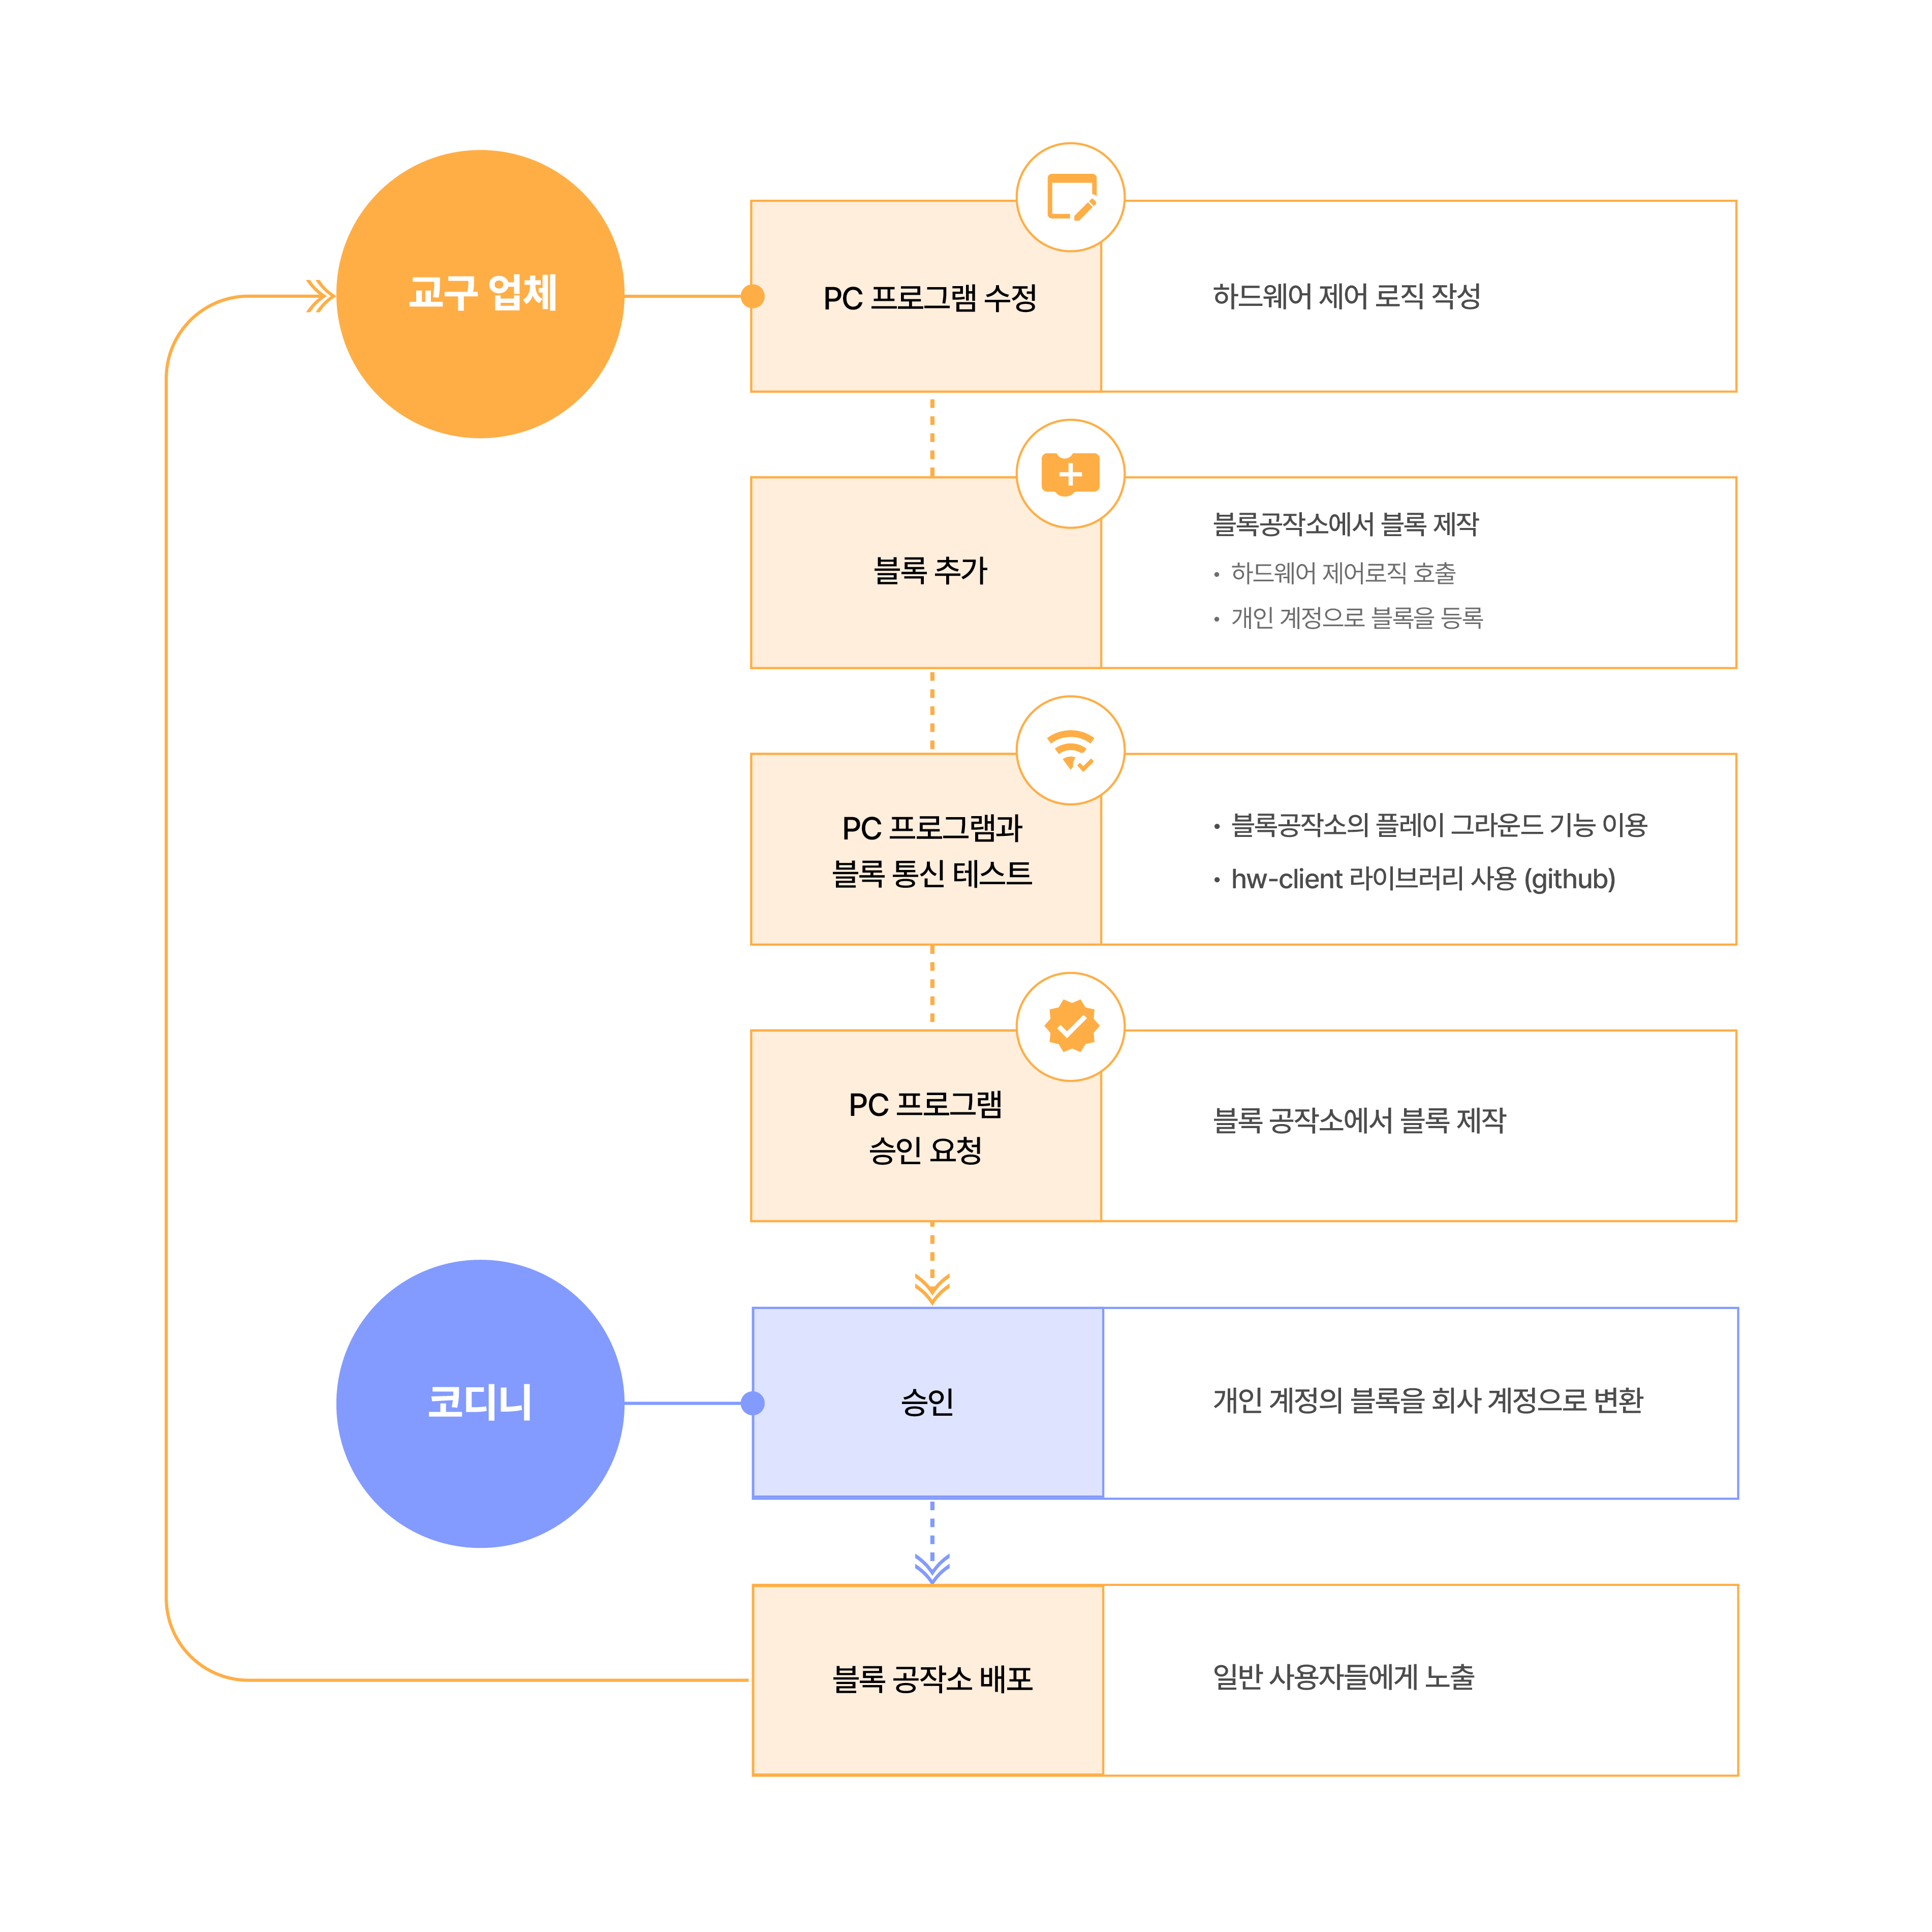 교구 업체
PC 프로그램 수정
하드웨어 제어 로직 작성
블록 추가
블록공작소에서 블록 제작
• 하드웨어 제어로직 호출
• 개인 계정으로 블록을 등록
PC 프로그램과
블록 통신 테스트
• 블록공작소의 플레이 그라운드 기능 이용
• hw-client 라이브러리 사용 (github)
PC 프로그램
승인 요청
블록 공작소에서 블록 제작
코디니
승인
개인 계정의 블록을 회사 계정으로 변환
블록 공작소 배포
일반 사용자들에게 노출